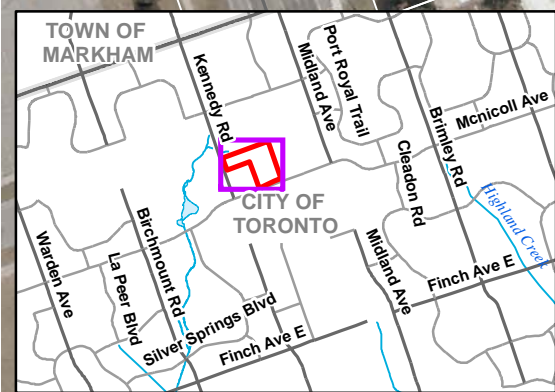 TOWN OF
MARKHAM
Kennedy Rd
Midland Ave
Port Royal Trail
Brimley Rd
Mcnicoll Ave
Cleadon Rd
CITY OF
TORONTO
Highland Creek
Warden Ave
La Peer Blvd
Birchmount Rd
Midland Ave
Finch Ave E
Silver Springs Blvd
Finch Ave E